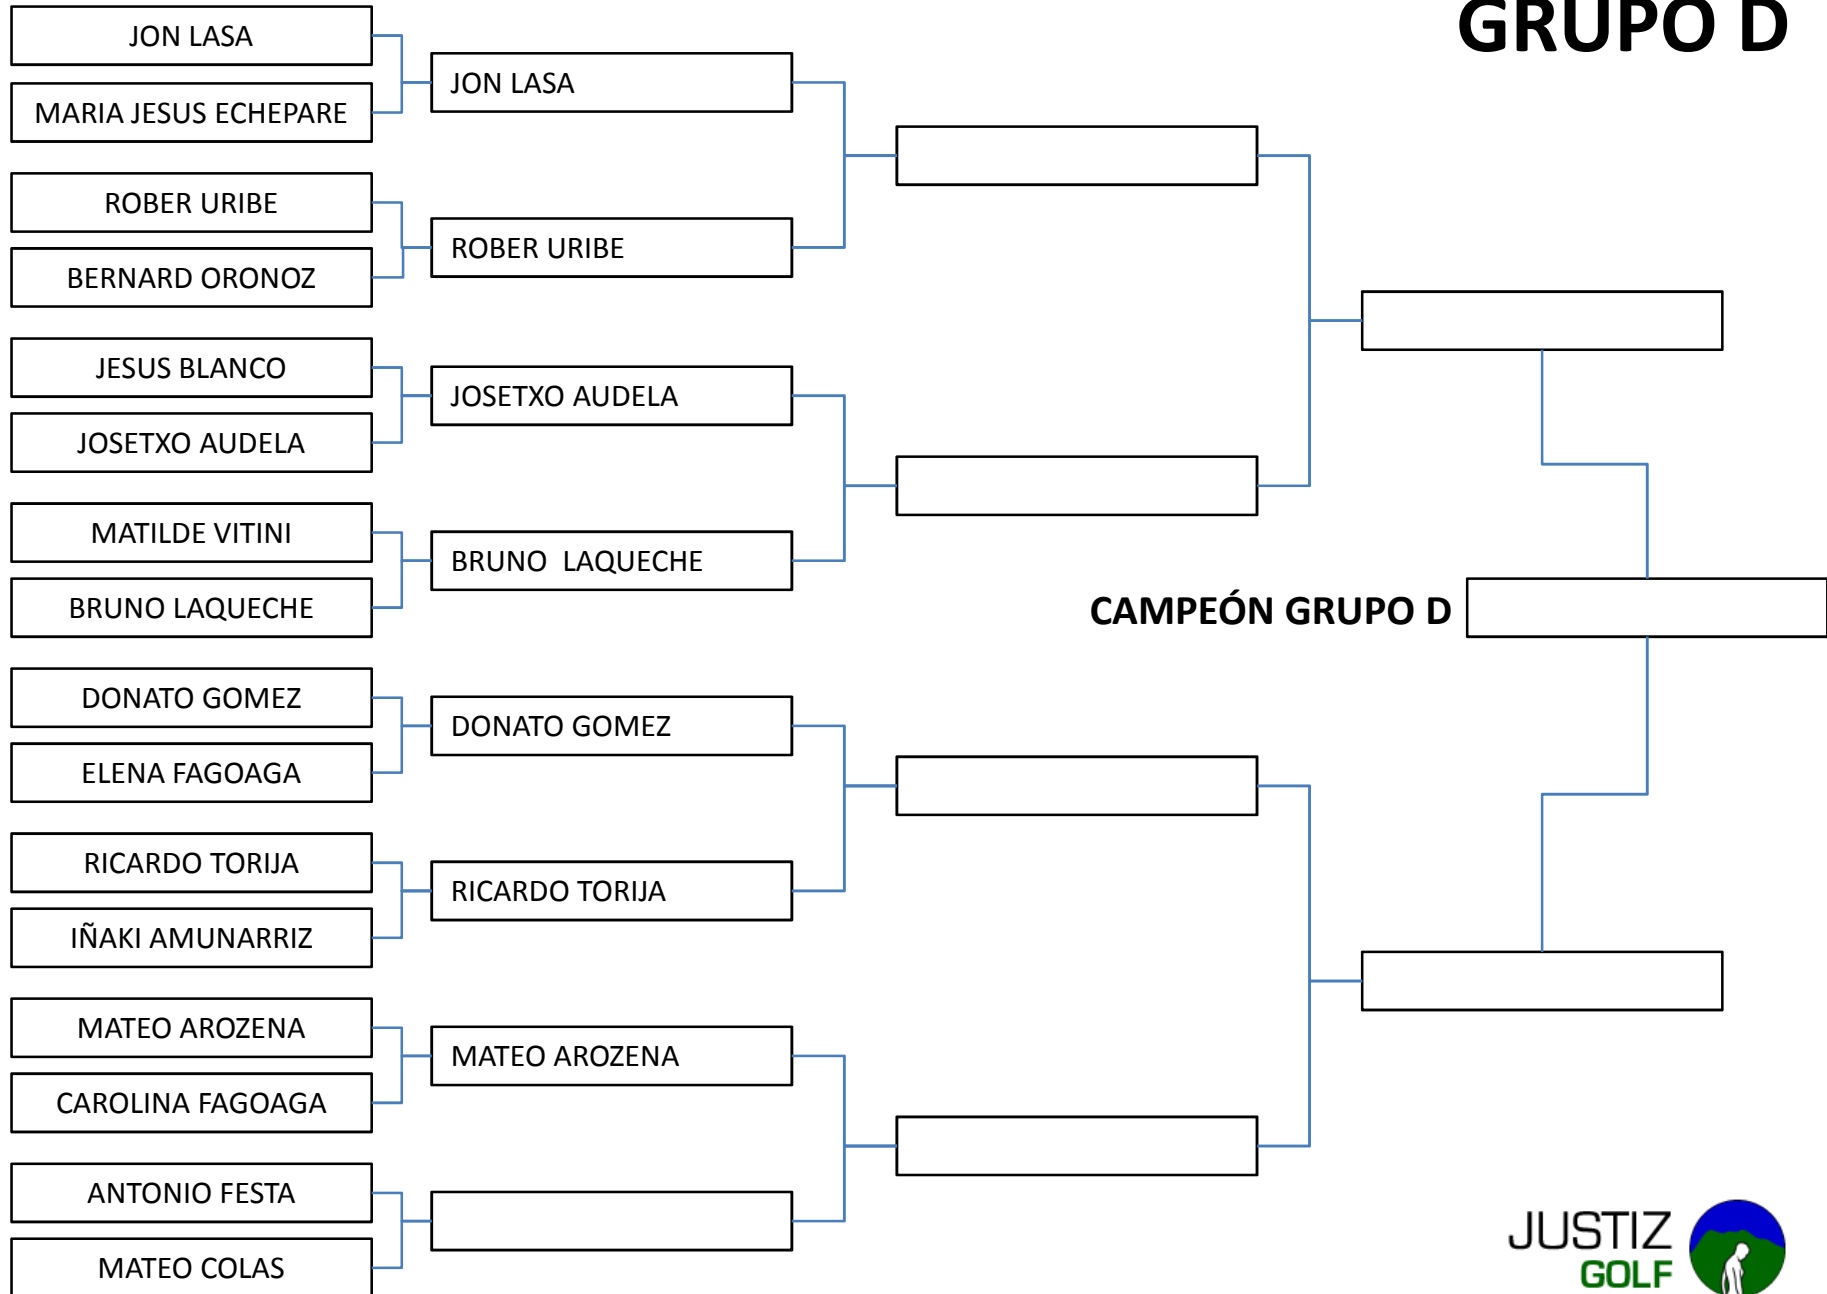 GRUPO D
JON LASA
MARIA JESUS ECHEPARE
JON LASA
ROBER URIBE
BERNARD ORONOZ
ROBER URIBE
JESUS BLANCO
JOSETXO AUDELA
JOSETXO AUDELA
MATILDE VITINI
BRUNO LAQUECHE
BRUNO  LAQUECHE
CAMPEÓN GRUPO D
DONATO GOMEZ
ELENA FAGOAGA
DONATO GOMEZ
RICARDO TORIJA
IÑAKI AMUNARRIZ
RICARDO TORIJA
MATEO AROZENA
CAROLINA FAGOAGA
MATEO AROZENA
ANTONIO FESTA
MATEO COLAS
JUSTIZ
GOLF